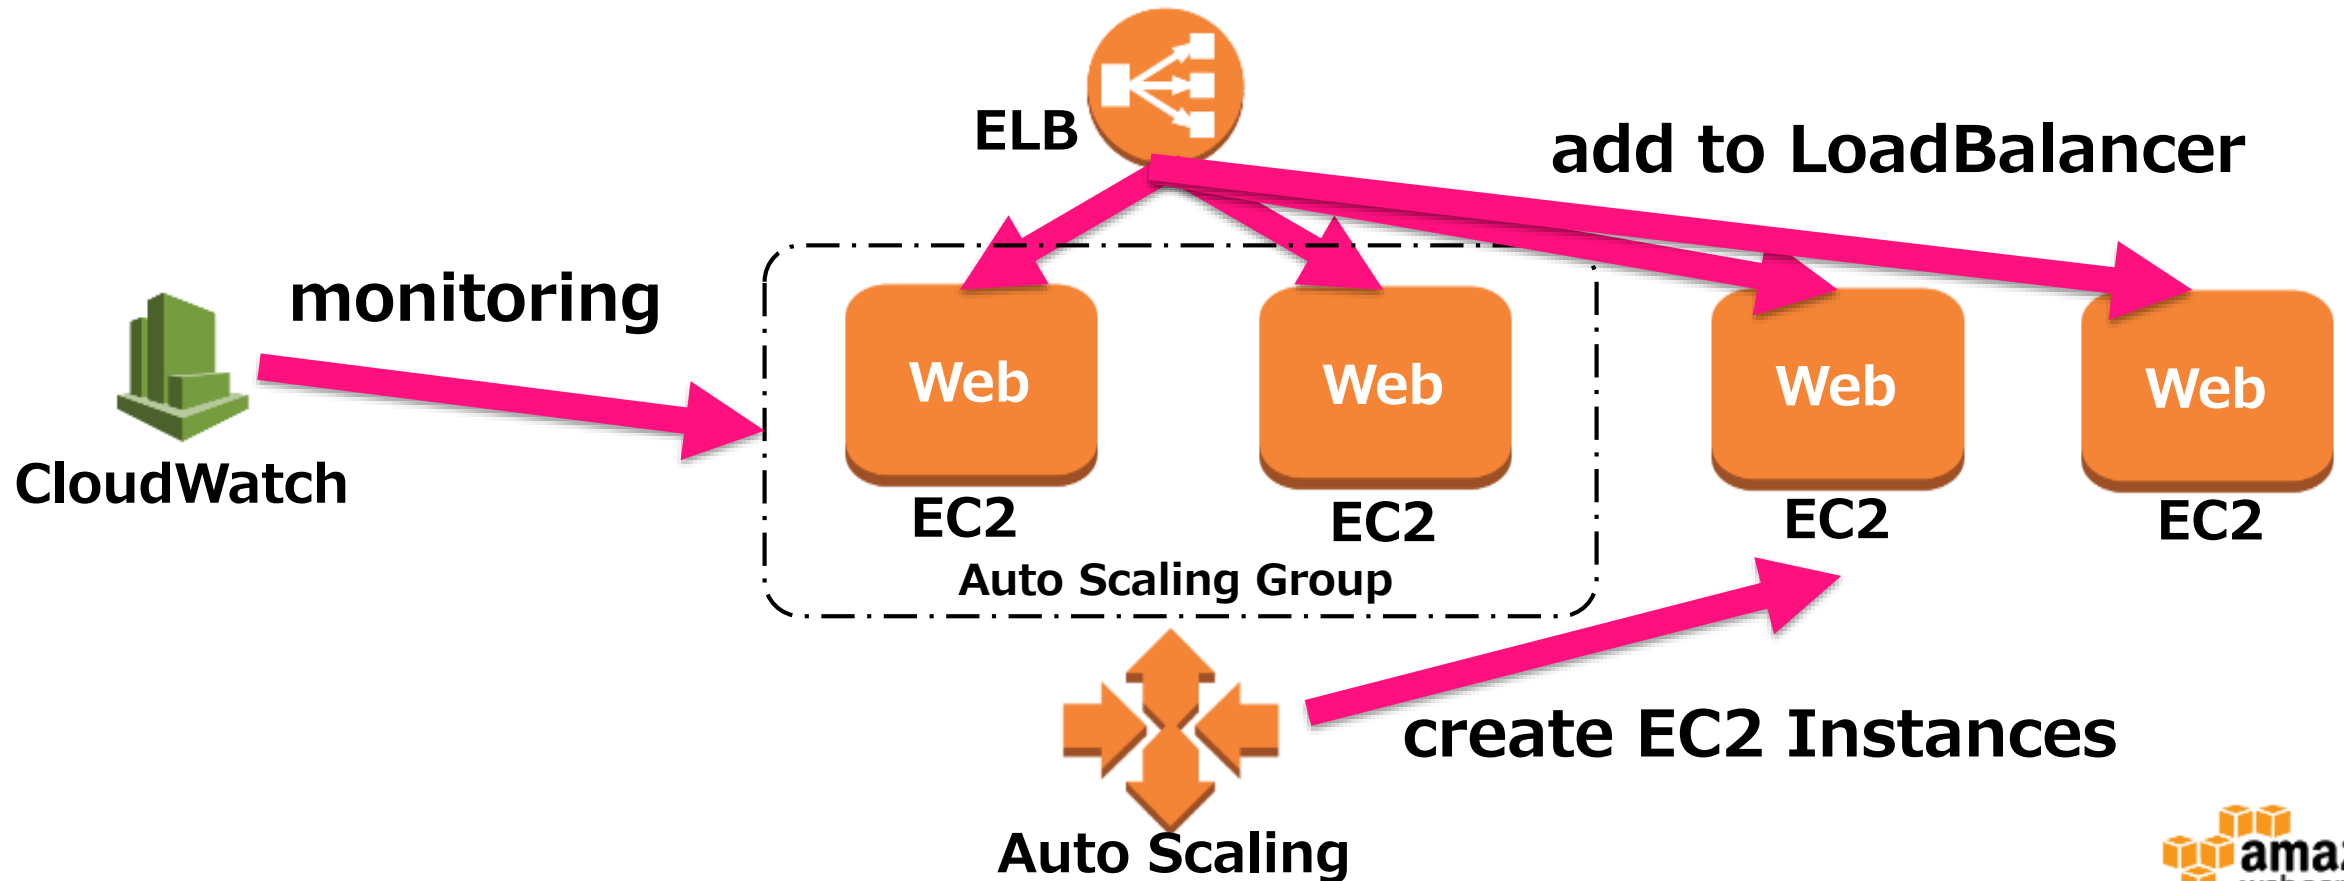 ELB
add to LoadBalancer
monitoring
CloudWatch
Web
Web
Web
Web
EC2
EC2
EC2
EC2
Auto Scaling Group
create EC2 Instances
Auto Scaling